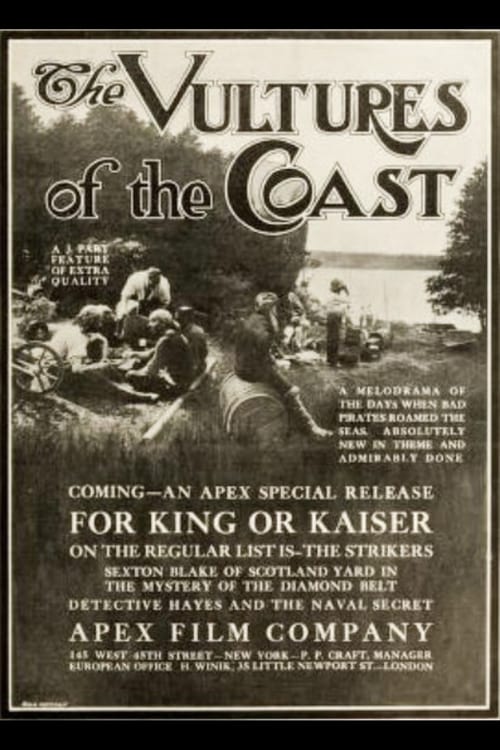 The VULTURES
of the COAST
A 3 PART
FEATURE
OF EXTRA
QUALITY
A MELODRAMA OF
THE DAYS WHEN BAD
PIRATES ROAMED THE
SEAS. ABSOLUTELY
NEW IN THEME AND
ADMIRABLY DONE
COMING—AN APEX SPECIAL RELEASE
FOR KING OR KAISER
ON THE REGULAR LIST IS—THE STRIKERS
SEXTON BLAKE OF SCOTLAND YARD IN
THE MYSTERY OF THE DIAMOND BELT
DETECTIVE HAYES AND THE NAVAL SECRET
APEX FILM COMPANY
145 WEST 45TH STREET—NEW YORK—P. P. CRAFT, MANAGER
EUROPEAN OFFICE H. WINIK, 35 LITTLE NEWPORT ST.—LONDON